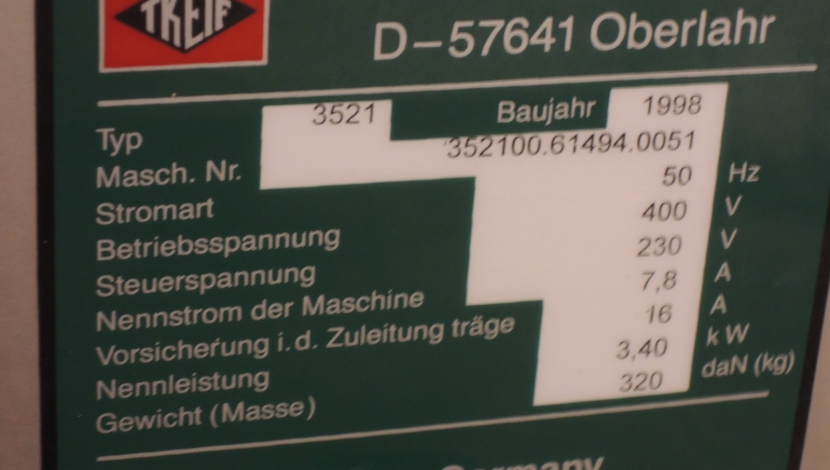 TREIF
D-57641 Oberlahr
Typ 3521 Baujahr 1998
Masch. Nr. 352100.61494.0051
Stromart 50 Hz
Betriebsspannung 400 V
Steuerspannung 230 V
Nennstrom der Maschine 7,8 A
Vorsicherung i.d. Zuleitung träge 16 A
Nennleistung 3,40 kW
Gewicht (Masse) 320 daN (kg)
Germany